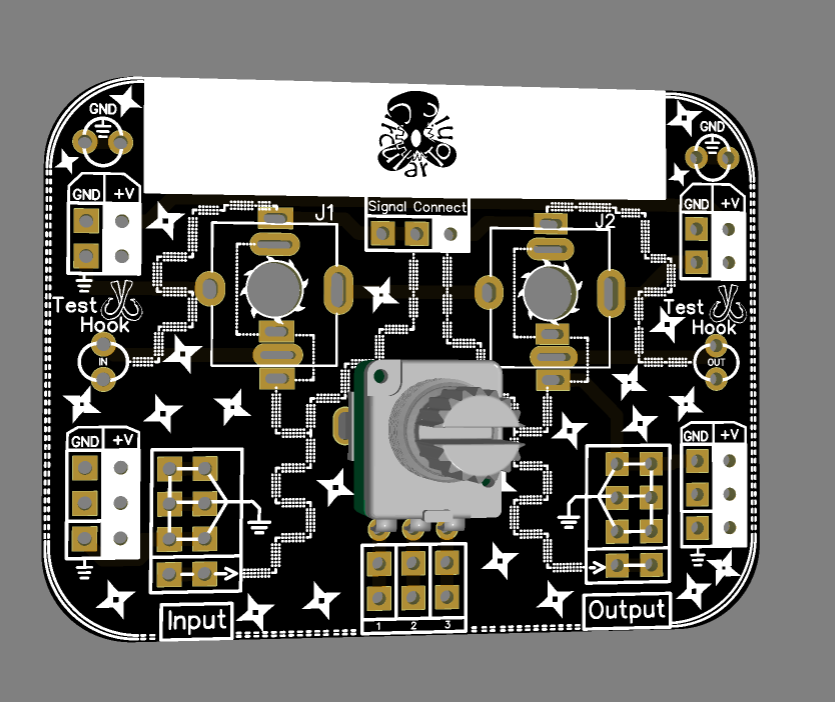 GND
GND
GND +V
J1
Signal Connect
J2
GND +V
Test
Hook
IN
Test
Hook
OUT
GND +V
GND +V
Input
1 2 3
Output